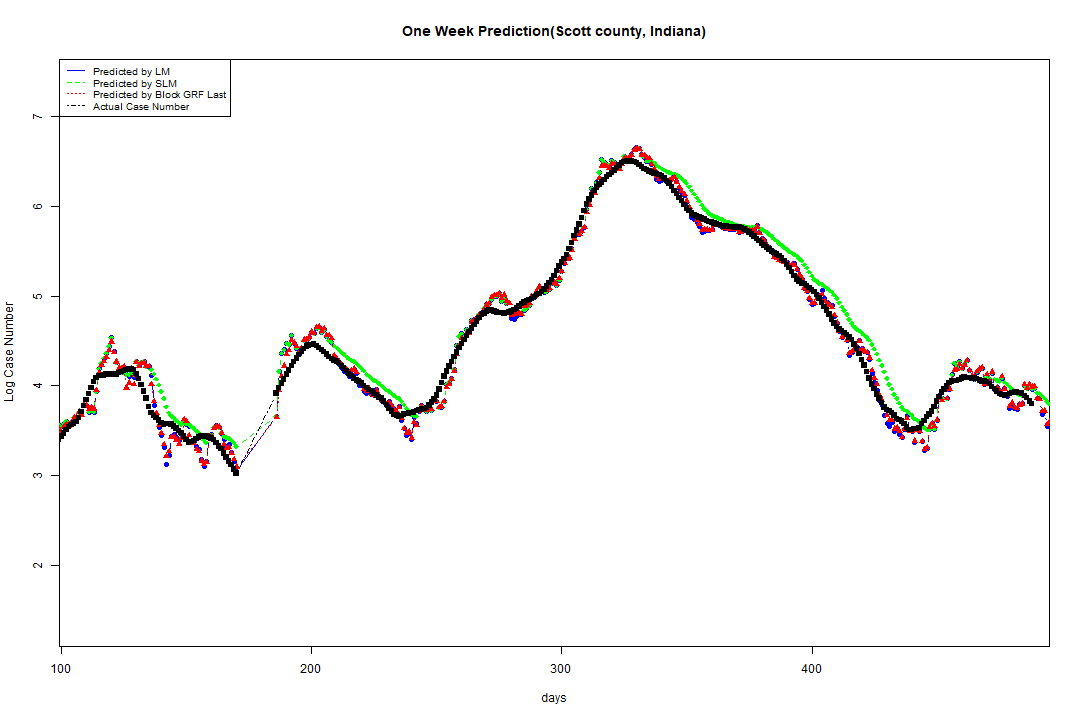 One Week Prediction(Scott county, Indiana)
Predicted by LM
Predicted by SLM
Predicted by Block GRF Last
Actual Case Number
7
6
5
4
3
2
Log Case Number
100 200 300 400
days